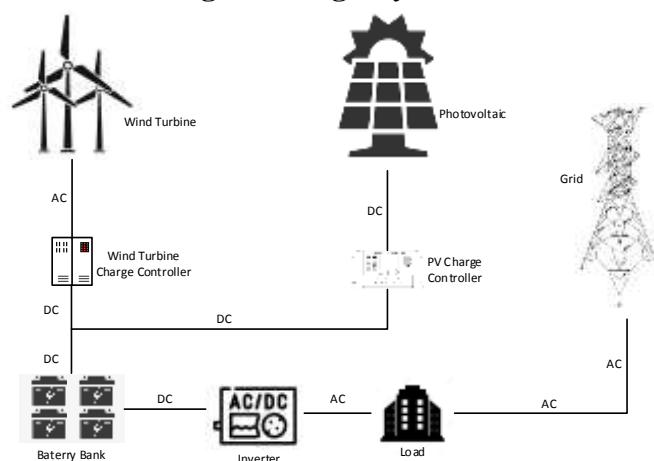 Wind Turbine
Photovoltaic
Grid
AC
DC
Wind Turbine
Charge Controller
PV Charge
Controller
DC
DC
DC
AC
DC
AC/DC
AC
AC
Baterry Bank
Inverter
Load